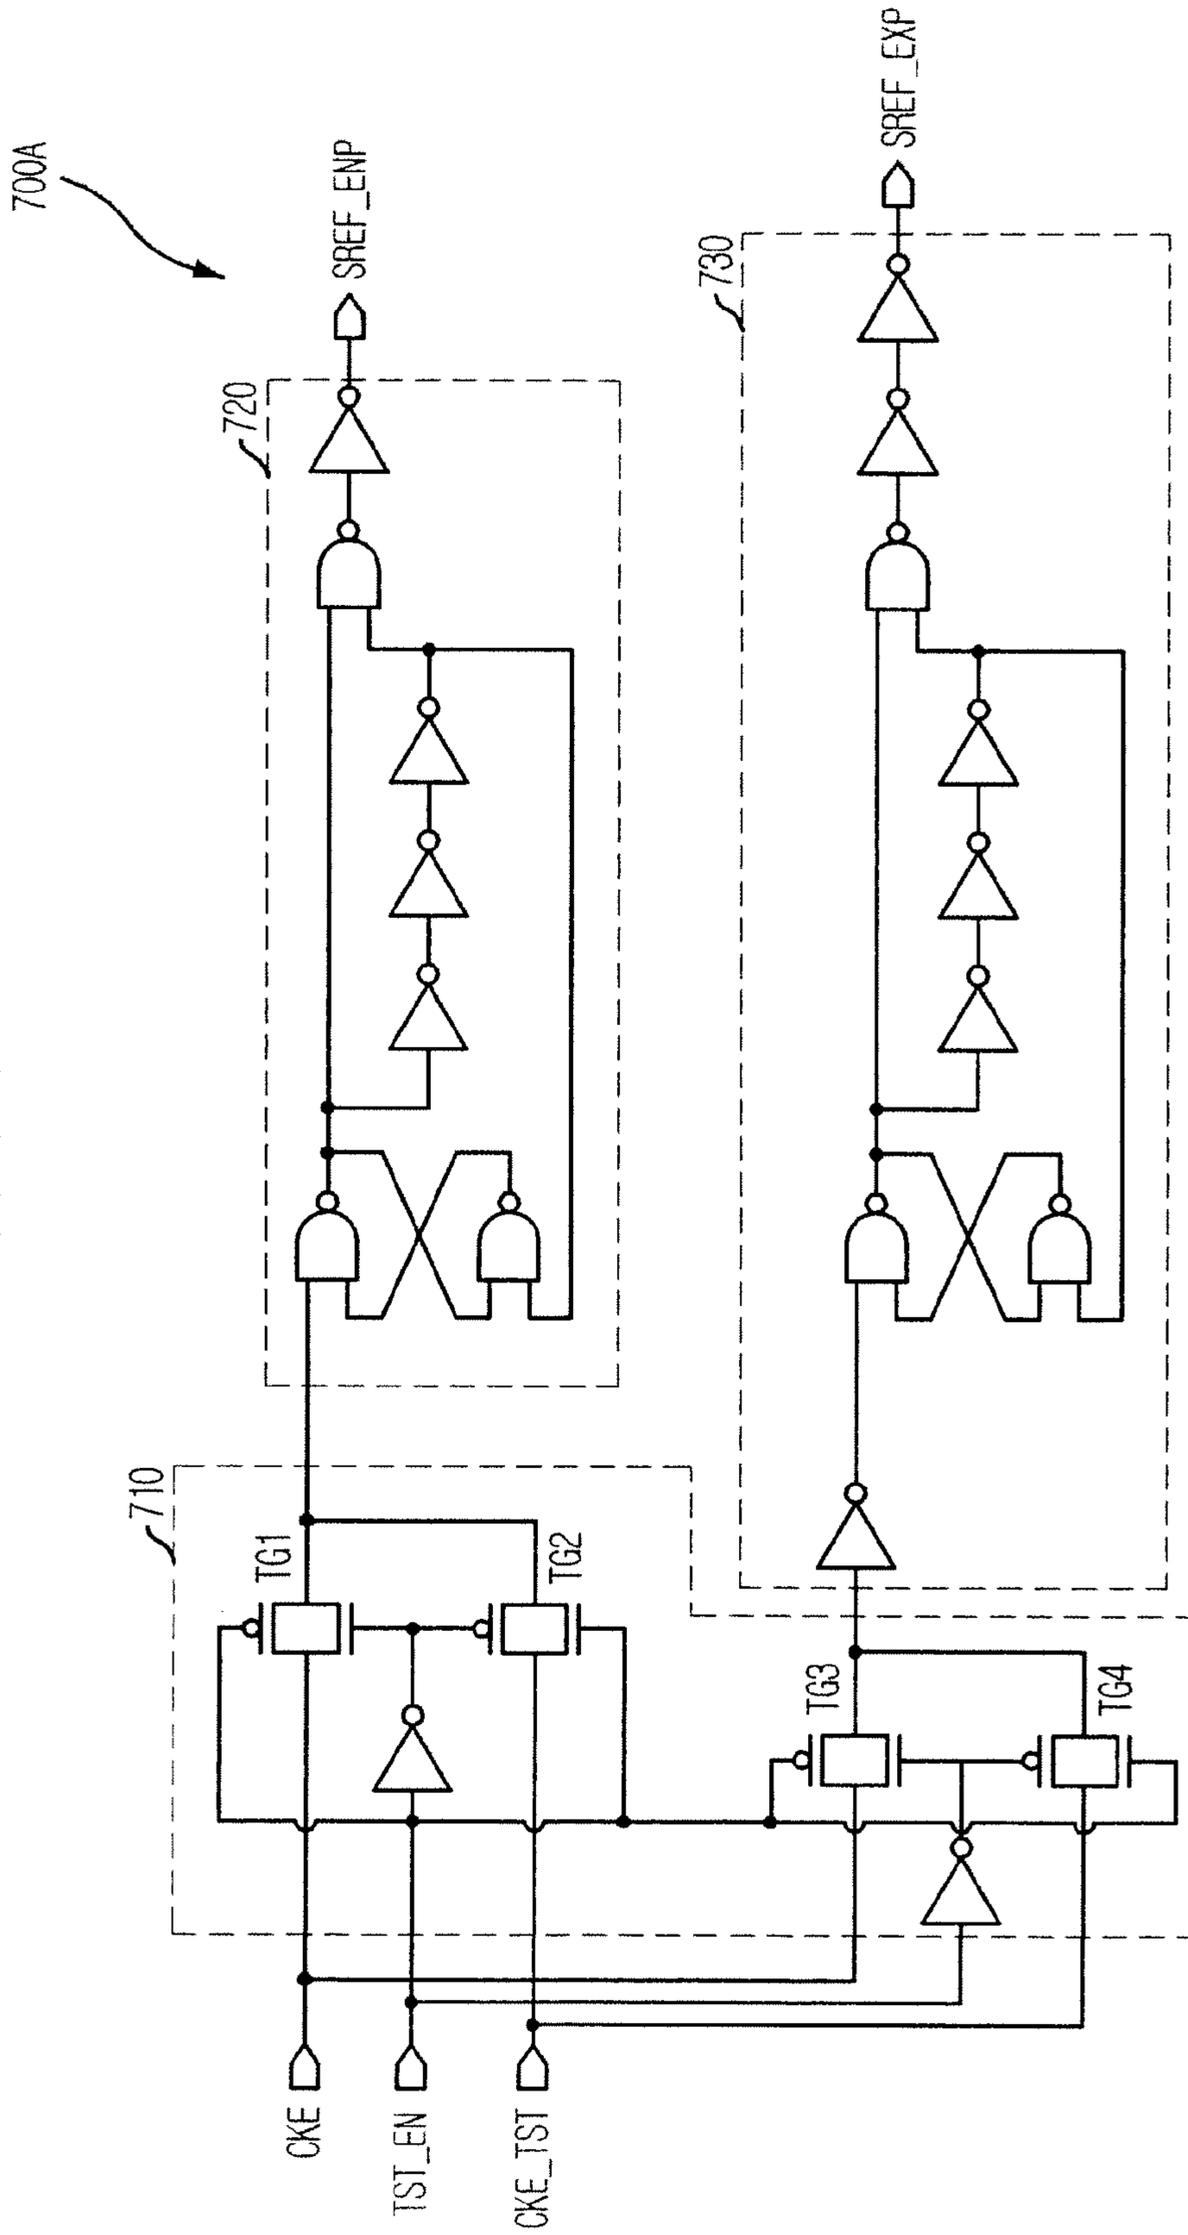 700A
SREF_ENP
SREF_EXP
720
730
710
TG1
TG2
TG3
TG4
CKE
TST_EN
CKE_TST